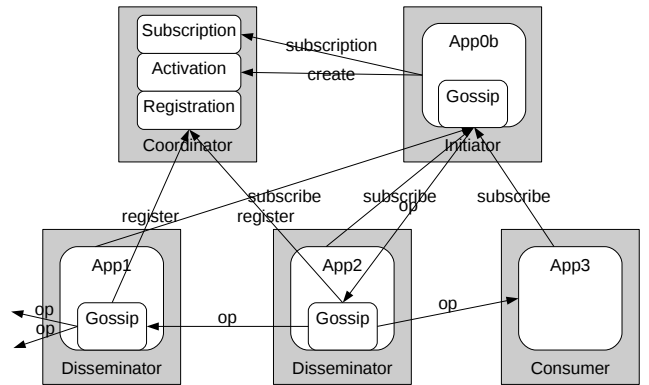 Subscription
Activation
Registration
Coordinator
subscription
create
App0b
Gossip
Initiator
subscribe
register
register
subscribe
op
subscribe
App1
Gossip
Disseminator
op
op
op
App2
Gossip
Disseminator
op
App3
Consumer